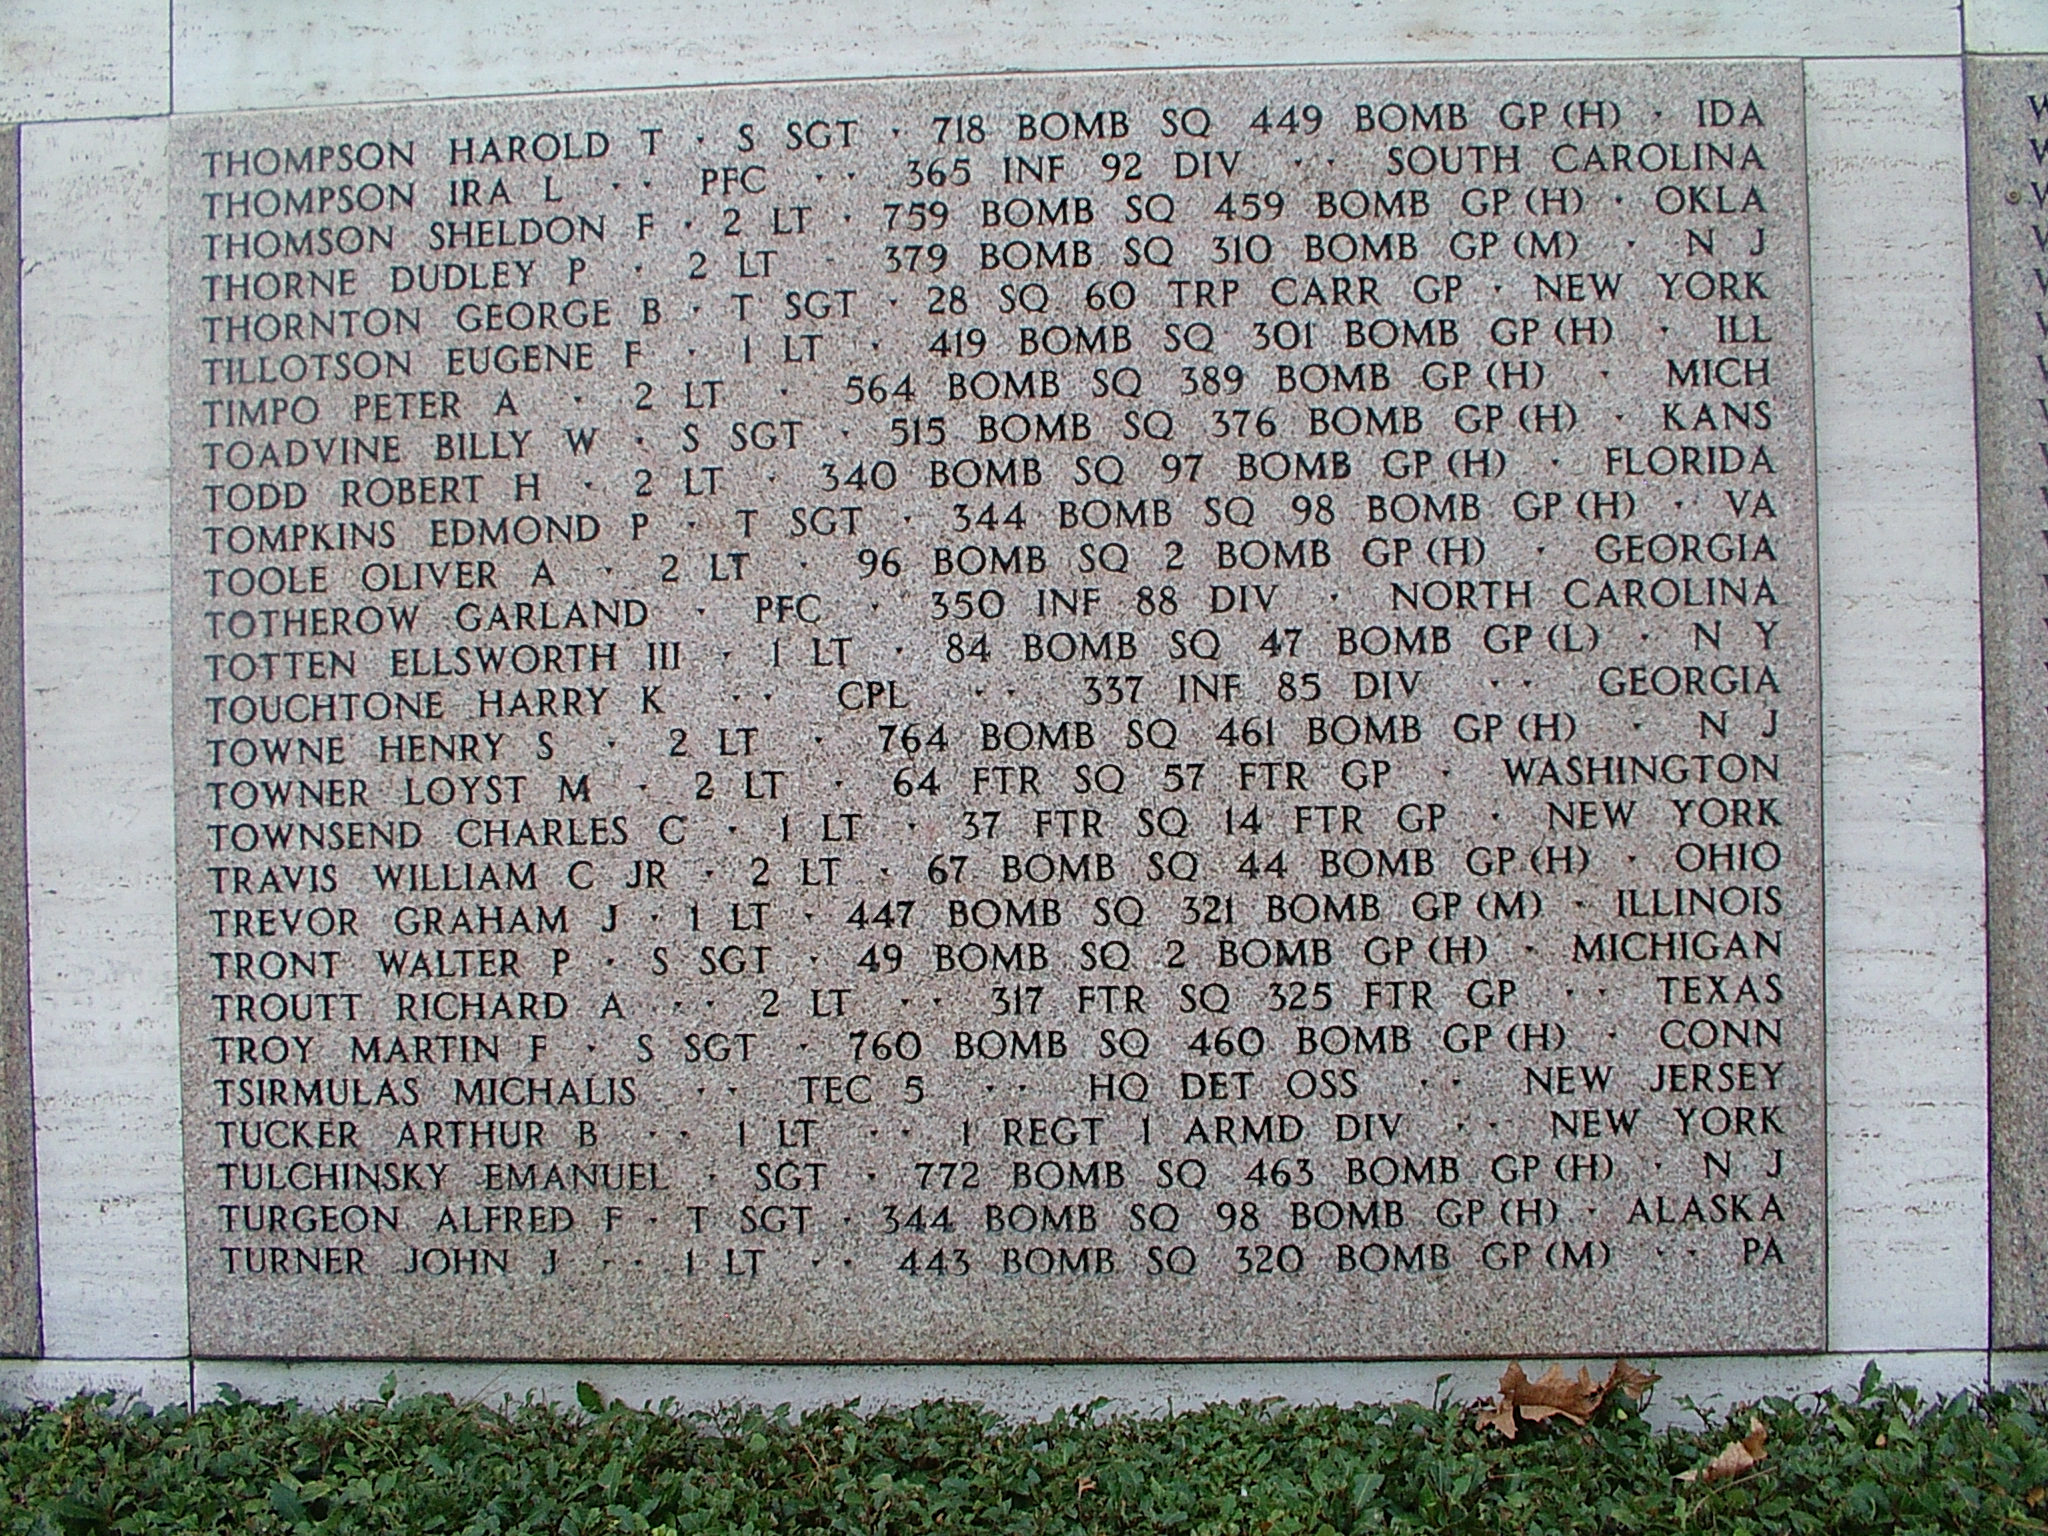 THOMPSON HAROLD T · S SGT · 718 BOMB SQ 449 BOMB GP (H) · IDA
THOMPSON IRA L · · PFC · · 365 INF 92 DIV · · SOUTH CAROLINA
THOMSON SHELDON F · 2 LT · 759 BOMB SQ 459 BOMB GP (H) · OKLA
THORNE DUDLEY P · 2 LT · 379 BOMB SQ 310 BOMB GP (M) · N J
THORNTON GEORGE B · T SGT · 28 SQ 60 TRP CARR GP · NEW YORK
TILLOTSON EUGENE F · 1 LT · 419 BOMB SQ 301 BOMB GP (H) · ILL
TIMPO PETER A · 2 LT · 564 BOMB SQ 389 BOMB GP (H) · MICH
TOADVINE BILLY W · S SGT · 515 BOMB SQ 376 BOMB GP (H) · KANS
TODD ROBERT H · 2 LT · 340 BOMB SQ 97 BOMB GP (H) · FLORIDA
TOMPKINS EDMOND P · T SGT · 344 BOMB SQ 98 BOMB GP (H) · VA
TOOLE OLIVER A · 2 LT · 96 BOMB SQ 2 BOMB GP (H) · GEORGIA
TOTHEROW GARLAND · PFC · 350 INF 88 DIV · NORTH CAROLINA
TOTTEN ELLSWORTH III · 1 LT · 84 BOMB SQ 47 BOMB GP (L) · N Y
TOUCHTONE HARRY K · · CPL · · 337 INF 85 DIV · · GEORGIA
TOWNE HENRY S · 2 LT · 764 BOMB SQ 461 BOMB GP (H) · N J
TOWNER LOYST M · 2 LT · 64 FTR SQ 57 FTR GP · WASHINGTON
TOWNSEND CHARLES C · 1 LT · 37 FTR SQ 14 FTR GP · NEW YORK
TRAVIS WILLIAM C JR · 2 LT · 67 BOMB SQ 44 BOMB GP (H) · OHIO
TREVOR GRAHAM J · 1 LT · 447 BOMB SQ 321 BOMB GP (M) · ILLINOIS
TRONT WALTER P · S SGT · 49 BOMB SQ 2 BOMB GP (H) · MICHIGAN
TROUTT RICHARD A · · 2 LT · · 317 FTR SQ 325 FTR GP · · TEXAS
TROY MARTIN F · S SGT · 760 BOMB SQ 460 BOMB GP (H) · CONN
TSIRMULAS MICHALIS · · TEC 5 · · HQ DET OSS · · NEW JERSEY
TUCKER ARTHUR B · · 1 LT · · 1 REGT 1 ARMD DIV · · NEW YORK
TULCHINSKY EMANUEL · SGT · 772 BOMB SQ 463 BOMB GP (H) · N J
TURGEON ALFRED F · T SGT · 344 BOMB SQ 98 BOMB GP (H) · ALASKA
TURNER JOHN J · · 1 LT · · 443 BOMB SQ 320 BOMB GP (M) · · PA